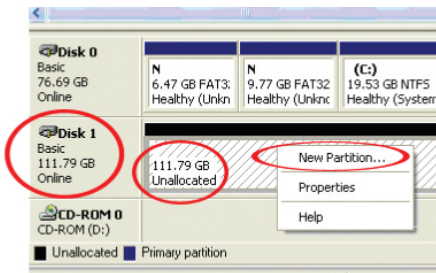 Disk 0
Basic
76.69 GB
Online
N
6.47 GB FAT3:
Healthy (Unkn
N
9.77 GB FAT32
Healthy (Unknc
(C:)
19.53 GB NTFS
Healthy (System
Disk 1
Basic
111.79 GB
Online
111.79 GB
Unallocated
New Partition...
Properties
Help
CD-ROM 0
CD-ROM (D:)
Unallocated Primary partition